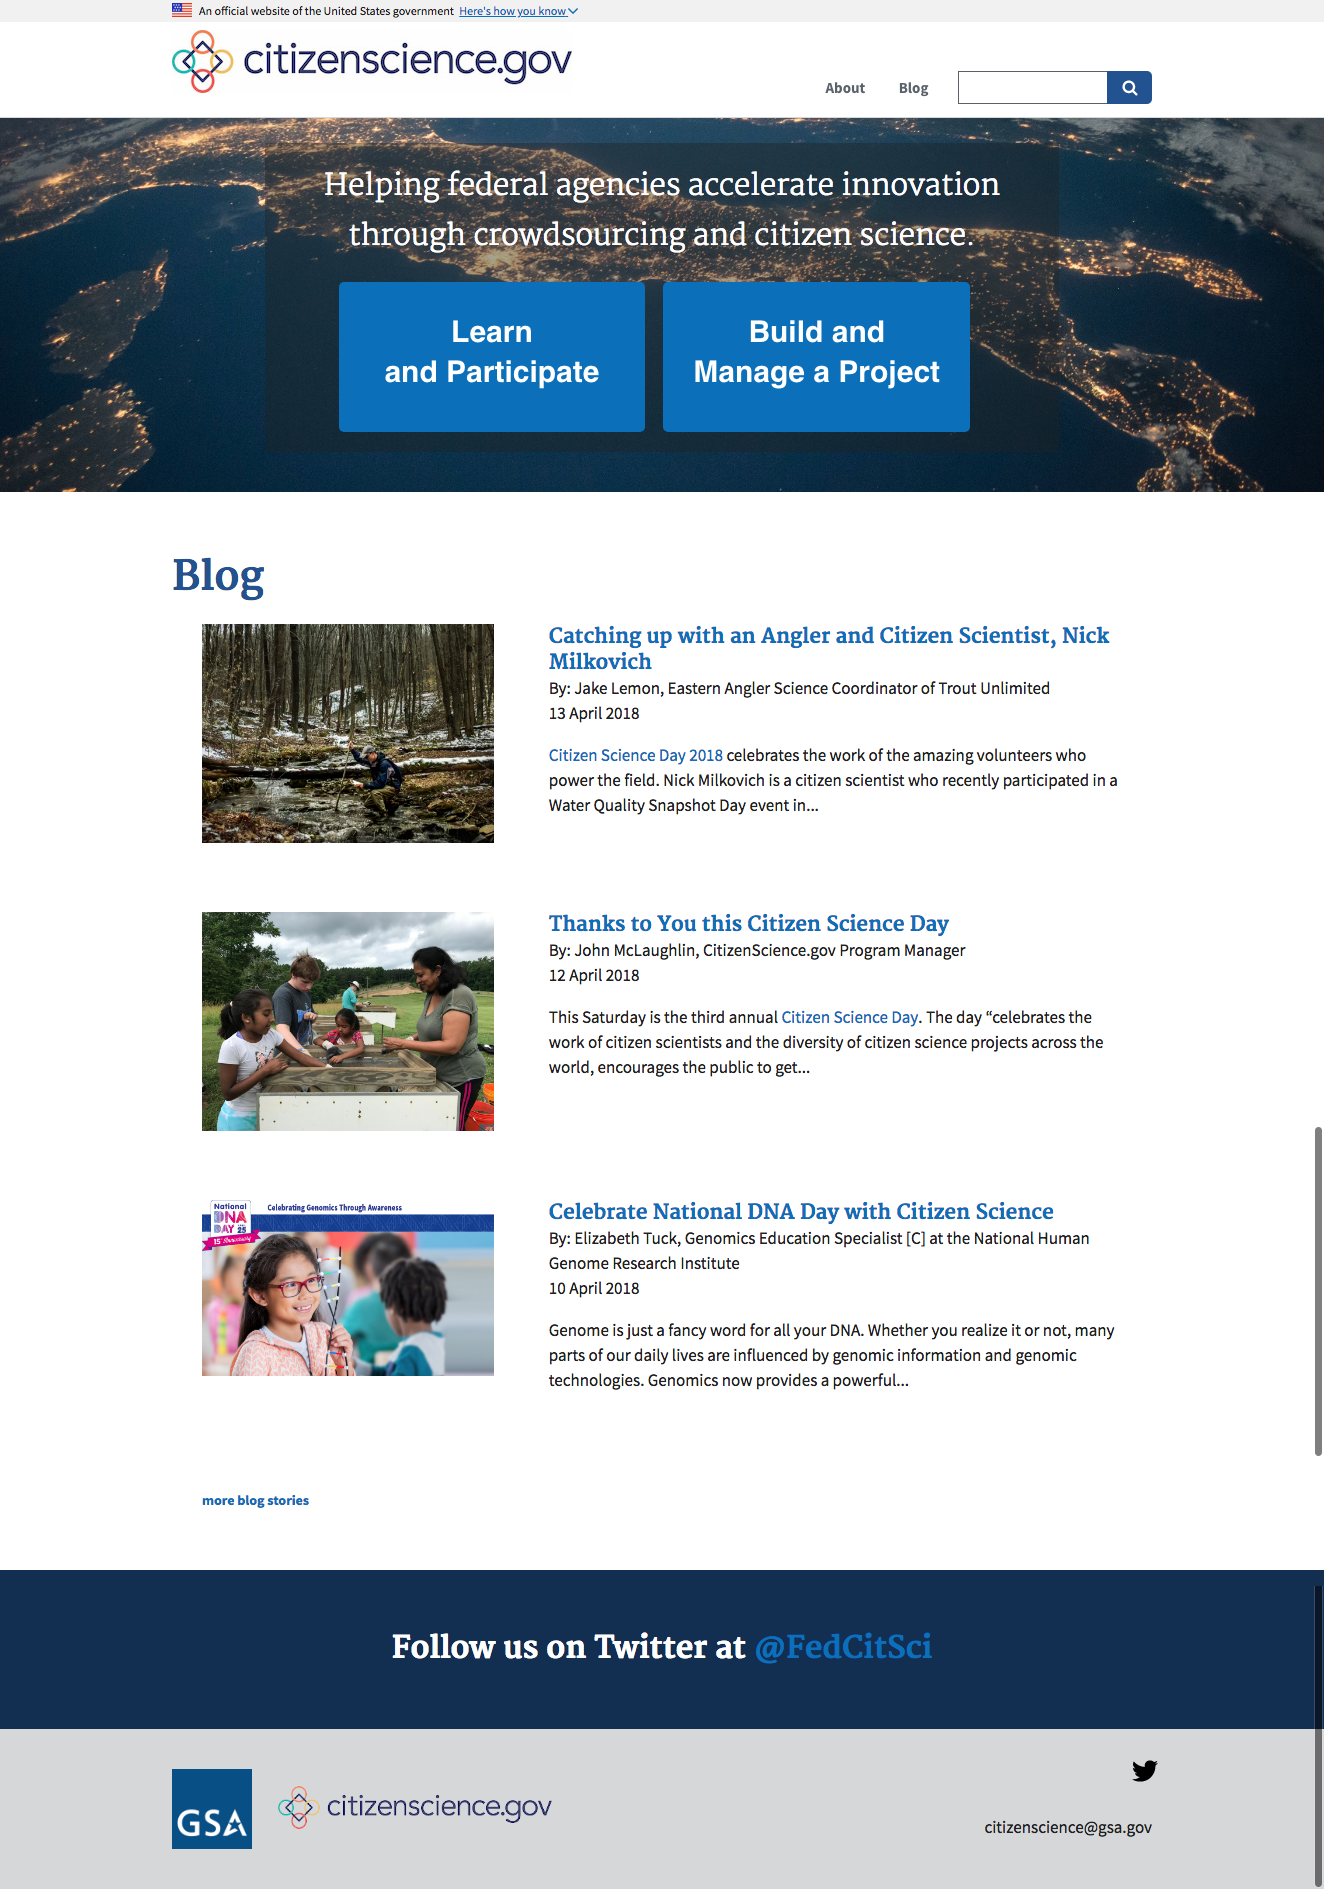 An official website of the United States government Here's how you know
citizenscience.gov
About Blog
Helping federal agencies accelerate innovation
through crowdsourcing and citizen science.
Learn
and Participate
Build and
Manage a Project
Blog
Catching up with an Angler and Citizen Scientist, Nick
Milkovich
By: Jake Lemon, Eastern Angler Science Coordinator of Trout Unlimited
13 April 2018
Citizen Science Day 2018 celebrates the work of the amazing volunteers who
power the field. Nick Milkovich is a citizen scientist who recently participated in a
Water Quality Snapshot Day event in...
Thanks to You this Citizen Science Day
By: John McLaughlin, CitizenScience.gov Program Manager
12 April 2018
This Saturday is the third annual Citizen Science Day. The day “celebrates the
work of citizen scientists and the diversity of citizen science projects across the
world, encourages the public to get...
National
DNA
DAY 25
15th Anniversary
Celebrating Genomics Through Awareness
Celebrate National DNA Day with Citizen Science
By: Elizabeth Tuck, Genomics Education Specialist [C] at the National Human
Genome Research Institute
10 April 2018
Genome is just a fancy word for all your DNA. Whether you realize it or not, many
parts of our daily lives are influenced by genomic information and genomic
technologies. Genomics now provides a powerful...
more blog stories
Follow us on Twitter at @FedCitSci
GSA
citizenscience.gov
citizenscience@gsa.gov